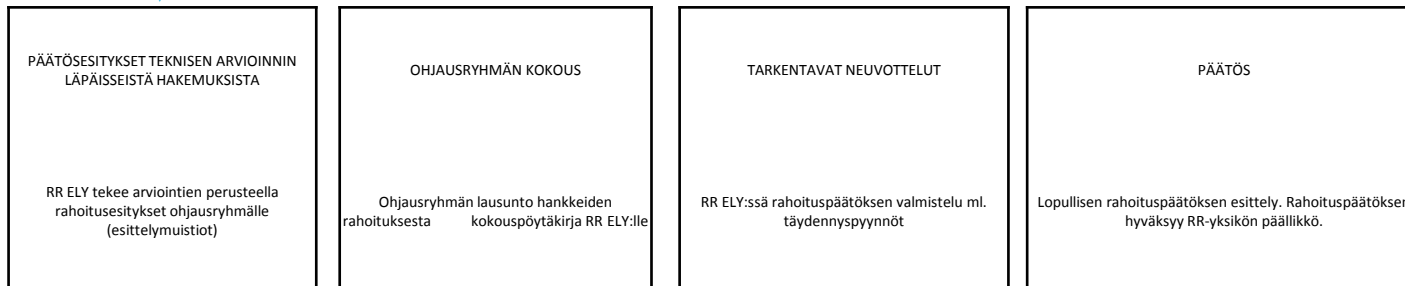 PÄÄTÖSESITYKSET TEKNISEN ARVIOINNIN
LÄPÄISSEISTÄ HAKEMUKSISTA
RR ELY tekee arviointien perusteella
rahoitusesitykset ohjausryhmälle
(esittelymuistiot)
OHJAUSRYHMÄN KOKOUS
Ohjausryhmän lausunto hankkeiden
rahoituksesta kokouspöytäkirja RR ELY:lle
TARKENTAVAT NEUVOTTELUT
RR ELY:ssä rahoituspäätöksen valmistelu ml.
täydennyspyynnöt
PÄÄTÖS
Lopullisen rahoituspäätöksen esittely. Rahoituspäätöksen
hyväksyy RR-yksikön päällikkö.